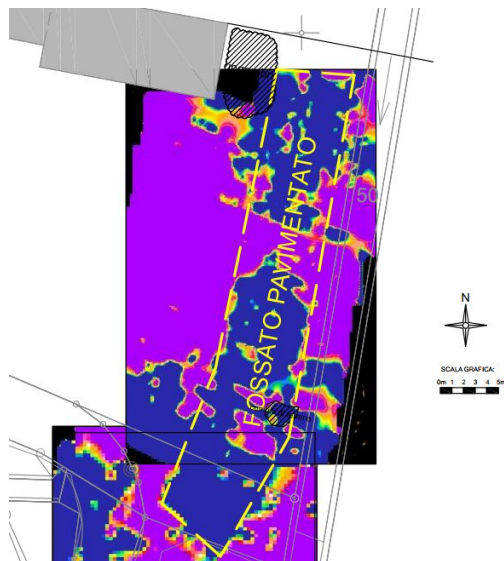 FOSSATO PAVIMENTATO
50
N
SCALA GRAFICA:
0m 1 2 3 4 5m